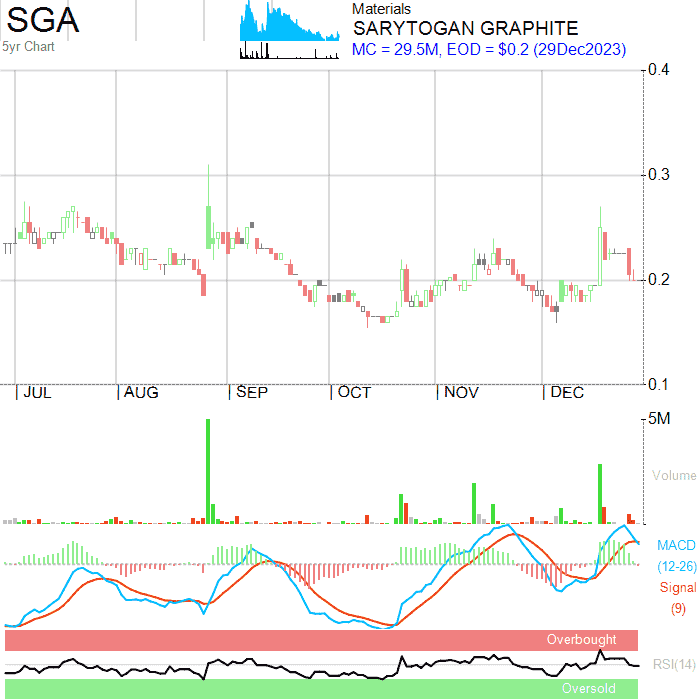 SGA
5yr Chart
Materials
SARYTOGAN GRAPHITE
MC = 29.5M, EOD = $0.2 (29Dec2023)
0.4
0.3
0.2
0.1
JUL AUG SEP OCT NOV DEC
5M
Volume
MACD
(12-26)
Signal
(9)
Overbought
RSI(14)
Oversold